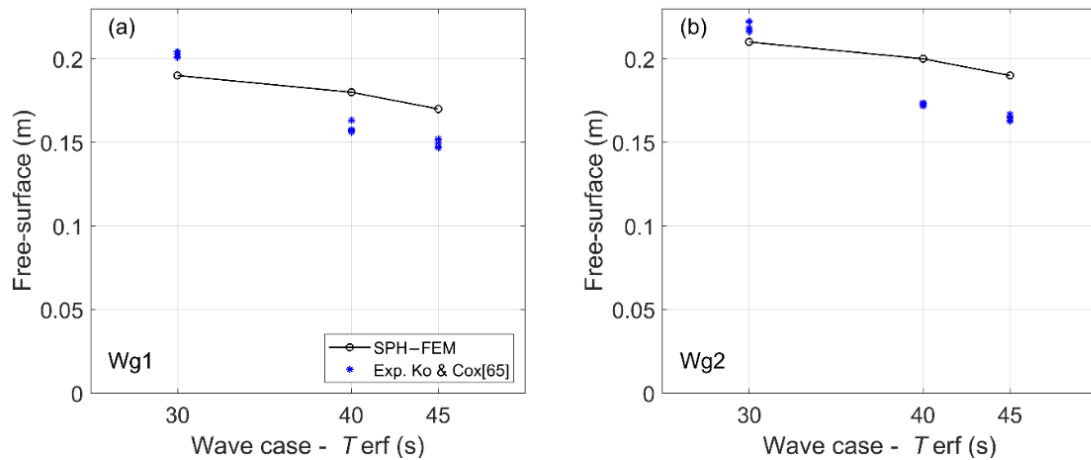 (a)
0.2
0.15
0.1
0.05
0
Free-surface (m)
Wg1
SPH-FEM
Exp. Ko & Cox[65]
30
40
45
Wave case - T erf (s)
(b)
0.2
0.15
0.1
0.05
0
Free-surface (m)
Wg2
30
40
45
Wave case - T erf (s)